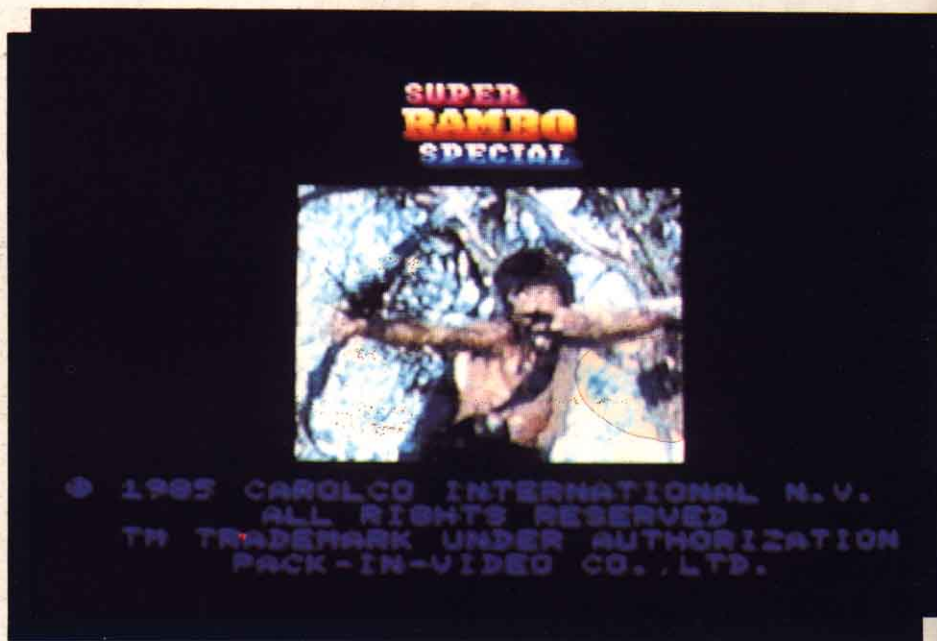 SUPER
RAMBO
SPECIAL
© 1985 CAROLCO INTERNATIONAL N.V.
ALL RIGHTS RESERVED
TM TRADEMARK UNDER AUTHORIZATION
PACK-IN-VIDEO CO.,LTD.